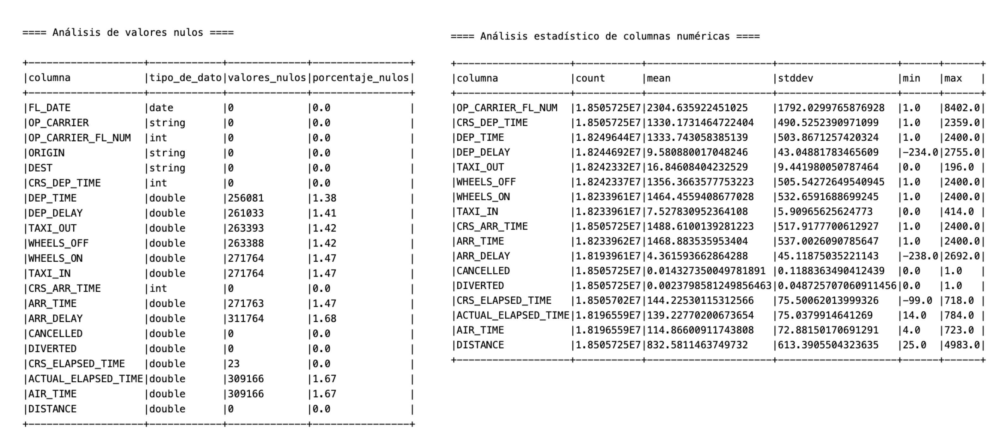 ==== Análisis de valores nulos ====
+-------------------+------------+-------------+----------------+
|columna            |tipo_de_dato|valores_nulos|porcentaje_nulos|
+-------------------+------------+-------------+----------------+
|FL_DATE            |date        |0            |0.0             |
|OP_CARRIER         |string      |0            |0.0             |
|OP_CARRIER_FL_NUM  |int         |0            |0.0             |
|ORIGIN             |string      |0            |0.0             |
|DEST               |string      |0            |0.0             |
|CRS_DEP_TIME       |int         |0            |0.0             |
|DEP_TIME           |double      |256081       |1.38            |
|DEP_DELAY          |double      |261033       |1.41            |
|TAXI_OUT           |double      |263393       |1.42            |
|WHEELS_OFF         |double      |263388       |1.42            |
|WHEELS_ON          |double      |271764       |1.47            |
|TAXI_IN            |double      |271764       |1.47            |
|CRS_ARR_TIME       |int         |0            |0.0             |
|ARR_TIME           |double      |271763       |1.47            |
|ARR_DELAY          |double      |311764       |1.68            |
|CANCELLED          |double      |0            |0.0             |
|DIVERTED           |double      |0            |0.0             |
|CRS_ELAPSED_TIME   |double      |23           |0.0             |
|ACTUAL_ELAPSED_TIME|double      |309166       |1.67            |
|AIR_TIME           |double      |309166       |1.67            |
|DISTANCE           |double      |0            |0.0             |
+-------------------+------------+-------------+----------------+
==== Análisis estadístico de columnas numéricas ====
+-------------------+-----------+---------------------+--------------------+------+------+
|columna            |count      |mean                 |stddev              |min   |max   |
+-------------------+-----------+---------------------+--------------------+------+------+
|OP_CARRIER_FL_NUM  |1.8505725E7|2304.635922451025    |1792.0299765876928  |1.0   |8402.0|
|CRS_DEP_TIME       |1.8505725E7|1330.1731464722404   |490.5252390971099   |1.0   |2359.0|
|DEP_TIME           |1.8249644E7|1333.743058385139    |503.8671257420324   |1.0   |2400.0|
|DEP_DELAY          |1.8244692E7|9.580880017048246    |43.04881783465609   |-234.0|2755.0|
|TAXI_OUT           |1.8242332E7|16.84608404232529    |9.441980050787464   |0.0   |196.0 |
|WHEELS_OFF         |1.8242337E7|1356.3663577753223   |505.54272649540945  |1.0   |2400.0|
|WHEELS_ON          |1.8233961E7|1464.4559408677028   |532.6591688699245   |1.0   |2400.0|
|TAXI_IN            |1.8233961E7|7.527830952364108    |5.90965625624773    |0.0   |414.0 |
|CRS_ARR_TIME       |1.8505725E7|1488.6100139281223   |517.9177700612927   |1.0   |2400.0|
|ARR_TIME           |1.8233962E7|1468.883535953404    |537.0026090785647   |1.0   |2400.0|
|ARR_DELAY          |1.8193961E7|4.361593662864288    |45.11875035221143   |-238.0|2692.0|
|CANCELLED          |1.8505725E7|0.014327350049781891 |0.1188363490412439  |0.0   |1.0   |
|DIVERTED           |1.8505725E7|0.0023798581249856463|0.048725707060911456|0.0   |1.0   |
|CRS_ELAPSED_TIME   |1.8505702E7|144.22530115312566   |75.50062013999326   |-99.0 |718.0 |
|ACTUAL_ELAPSED_TIME|1.8196559E7|139.22770200673654   |75.0379914641269    |14.0  |784.0 |
|AIR_TIME           |1.8196559E7|114.86600911743808   |72.88150170691291   |4.0   |723.0 |
|DISTANCE           |1.8505725E7|832.5811463749732    |613.3905504323635   |25.0  |4983.0|
+-------------------+-----------+---------------------+--------------------+------+------+